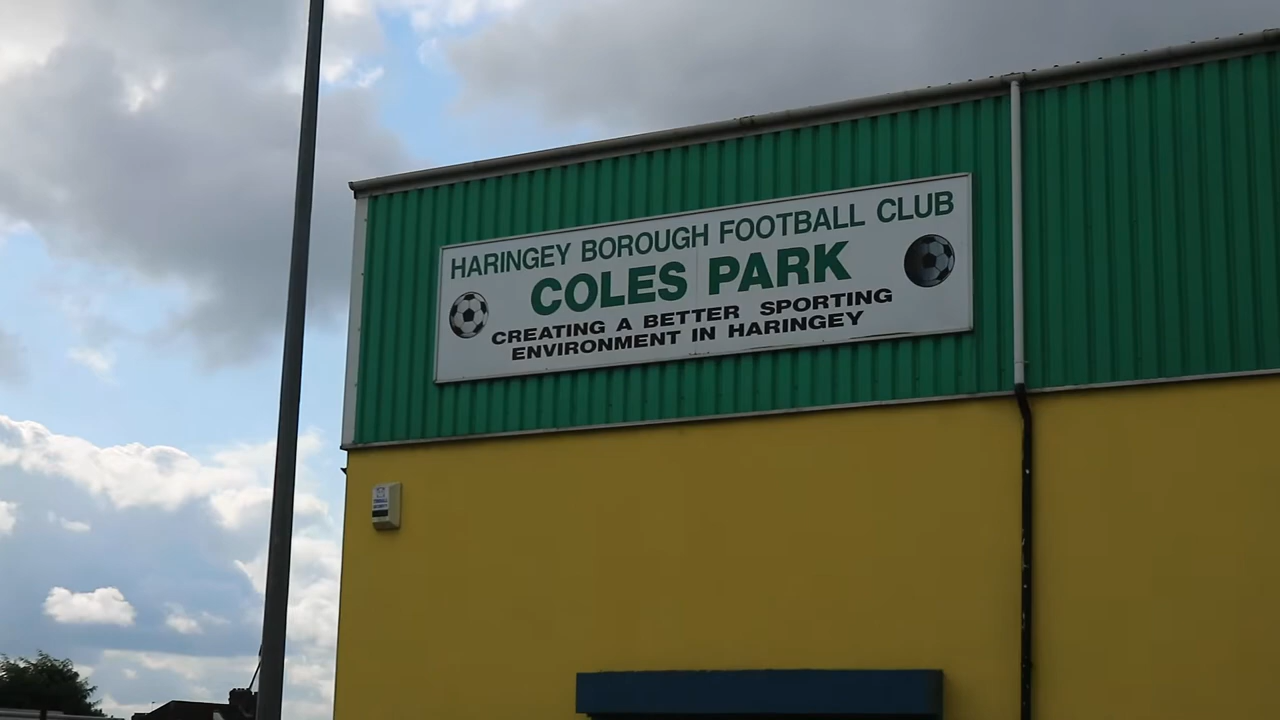 HARINGEY BOROUGH FOOTBALL CLUB
COLES PARK
CREATING A BETTER SPORTING
ENVIRONMENT IN HARINGEY